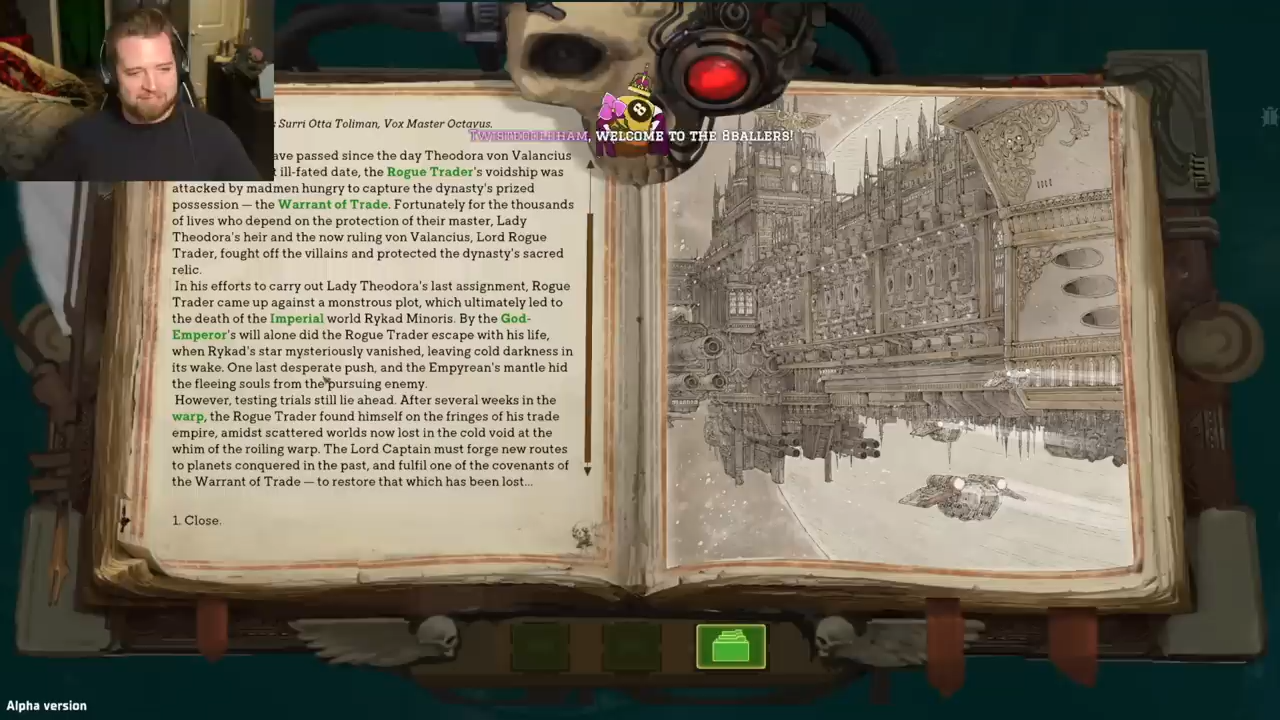 s Surri Otta Toliman, Vox Master Octavus.
TwistedFleham, WELCOME TO THE 8BALLERS!
ave passed since the day Theodora von Valancius
ill-fated date, the Rogue Trader's voidship was
attacked by madmen hungry to capture the dynasty's prized
possession — the Warrant of Trade. Fortunately for the thousands
of lives who depend on the protection of their master, Lady
Theodora's heir and the now ruling von Valancius, Lord Rogue
Trader, fought off the villains and protected the dynasty's sacred
relic.
In his efforts to carry out Lady Theodora's last assignment, Rogue
Trader came up against a monstrous plot, which ultimately led to
the death of the Imperial world Rykad Minoris. By the God-
Emperor's will alone did the Rogue Trader escape with his life,
when Rykad's star mysteriously vanished, leaving cold darkness in
its wake. One last desperate push, and the Empyrean's mantle hid
the fleeing souls from the pursuing enemy.
However, testing trials still lie ahead. After several weeks in the
warp, the Rogue Trader found himself on the fringes of his trade
empire, amidst scattered worlds now lost in the cold void at the
whim of the roiling warp. The Lord Captain must forge new routes
to planets conquered in the past, and fulfil one of the covenants of
the Warrant of Trade — to restore that which has been lost...
1. Close.
Alpha version